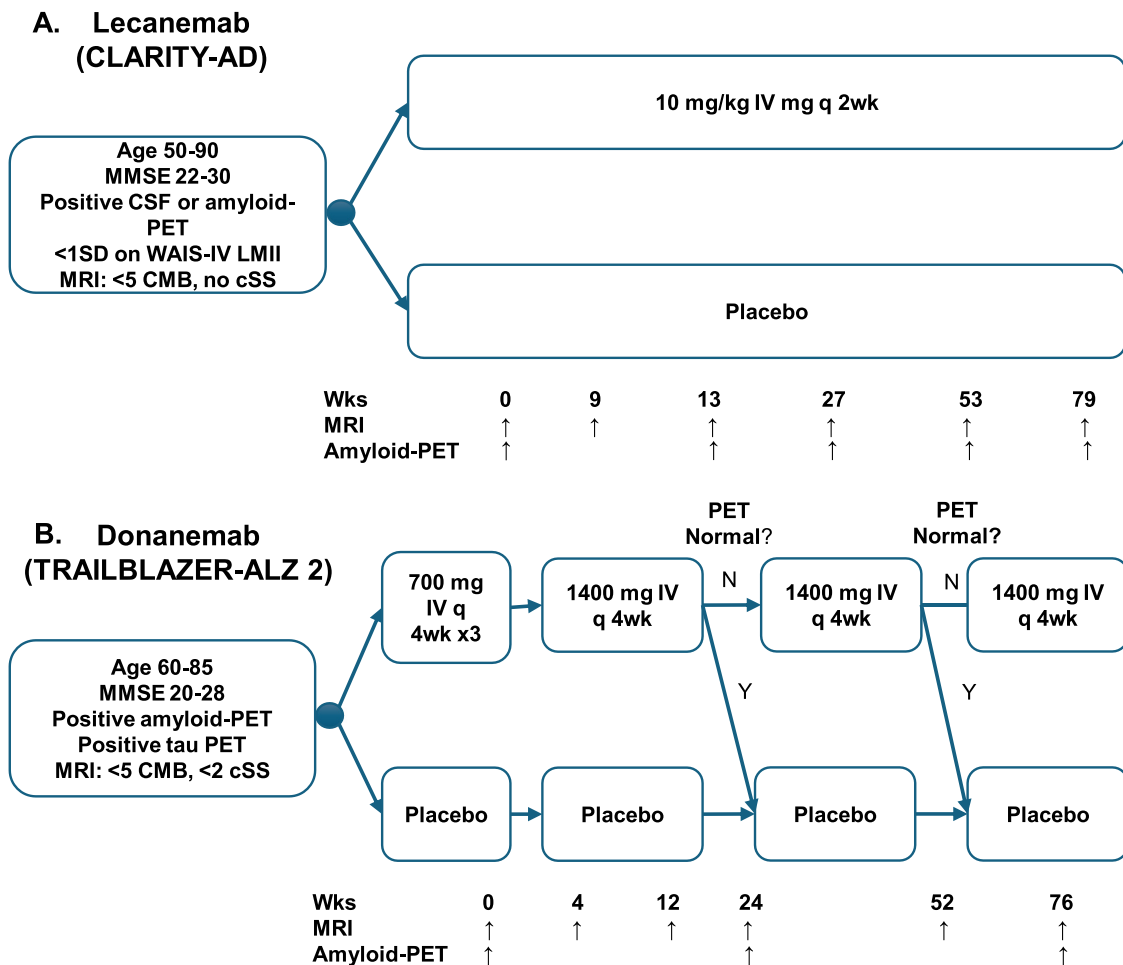 A. Lecanemab
(CLARITY-AD)
10 mg/kg IV mg q 2wk
Age 50-90
MMSE 22-30
Positive CSF or amyloid-
PET
<1SD on WAIS-IV LMII
MRI: <5 CMB, no cSS
Placebo
Wks 0 9 13 27 53 79
MRI ↑ ↑ ↑ ↑ ↑ ↑
Amyloid-PET ↑ ↑ ↑ ↑ ↑
B. Donanemab
(TRAILBLAZER-ALZ 2)
PET
Normal?
PET
Normal?
700 mg
IV q
4wk x3
1400 mg IV
q 4wk
N
1400 mg IV
q 4wk
N
1400 mg IV
q 4wk
Y
Y
Age 60-85
MMSE 20-28
Positive amyloid-PET
Positive tau PET
MRI: <5 CMB, <2 cSS
Placebo
Placebo
Placebo
Placebo
Wks 0 4 12 24 52 76
MRI ↑ ↑ ↑ ↑ ↑ ↑
Amyloid-PET ↑ ↑ ↑